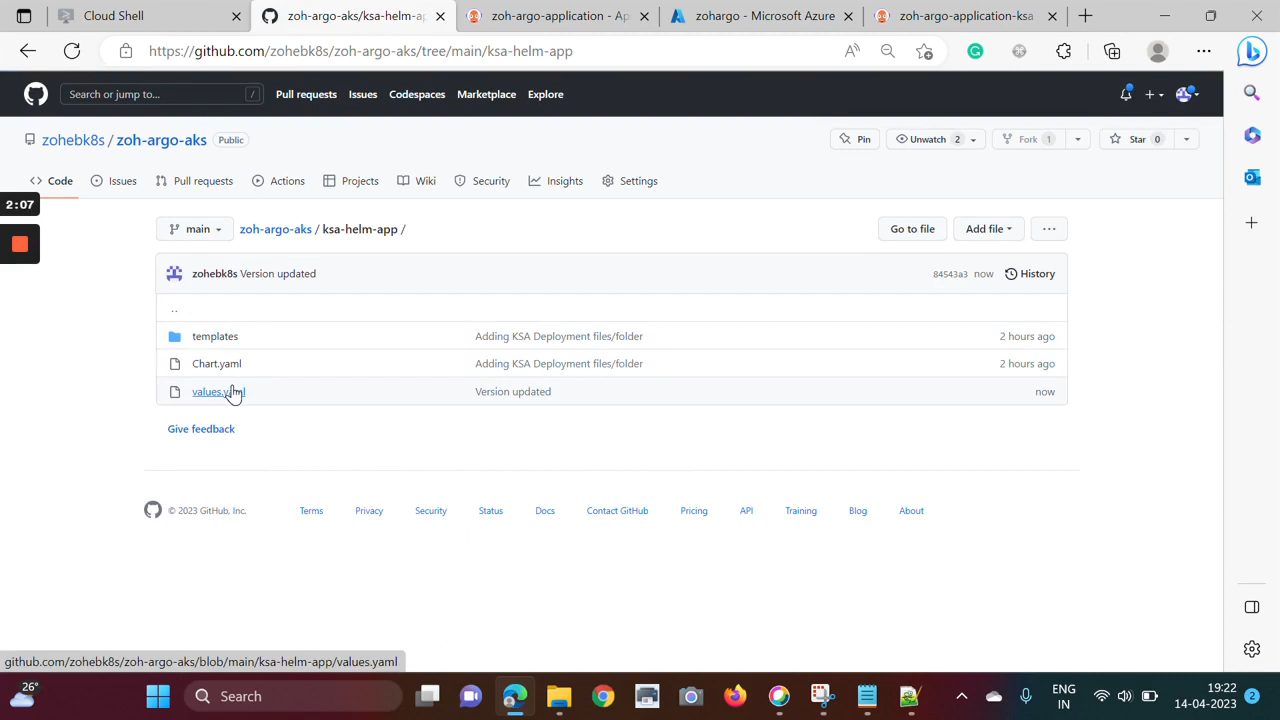 Cloud Shell
zoh-argo-aks/ksa-helm-ap
zoh-argo-application - Ap
zohargo - Microsoft Azure
zoh-argo-application-ksa
https://github.com/zohebk8s/zoh-argo-aks/tree/main/ksa-helm-app
Search or jump to...
/
Pull requests
Issues
Codespaces
Marketplace
Explore
zohebk8s / zoh-argo-aks
Public
Pin
Unwatch 2
Fork 1
Star 0
Code
Issues
Pull requests
Actions
Projects
Wiki
Security
Insights
Settings
2:07
main
zoh-argo-aks / ksa-helm-app /
Go to file
Add file
zohebk8s Version updated
84543a3 now
History
..
templates
Adding KSA Deployment files/folder
2 hours ago
Chart.yaml
Adding KSA Deployment files/folder
2 hours ago
values.yaml
Version updated
now
Give feedback
© 2023 GitHub, Inc.
Terms
Privacy
Security
Status
Docs
Contact GitHub
Pricing
API
Training
Blog
About
github.com/zohebk8s/zoh-argo-aks/blob/main/ksa-helm-app/values.yaml
26°
Search
ENG
IN
19:22
14-04-2023
2